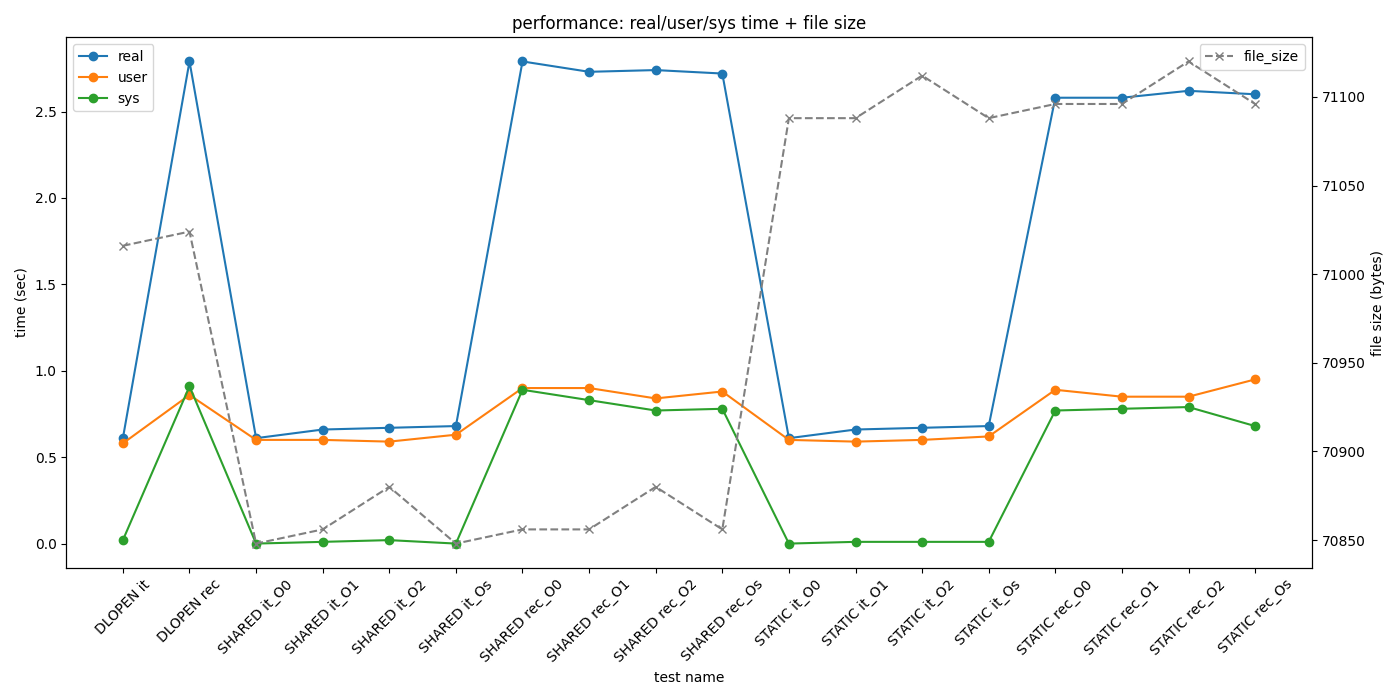 performance: real/user/sys time + file size
real
user
sys
file_size
time (sec)
2.5
2.0
1.5
1.0
0.5
0.0
71100
71050
71000
70950
70900
70850
file size (bytes)
DLOPEN it
DLOPEN rec
SHARED it_O0
SHARED it_O1
SHARED it_O2
SHARED it_Os
SHARED rec_O0
SHARED rec_O1
SHARED rec_O2
SHARED rec_Os
STATIC it_O0
STATIC it_O1
STATIC it_O2
STATIC it_Os
STATIC rec_O0
STATIC rec_O1
STATIC rec_O2
STATIC rec_Os
test name